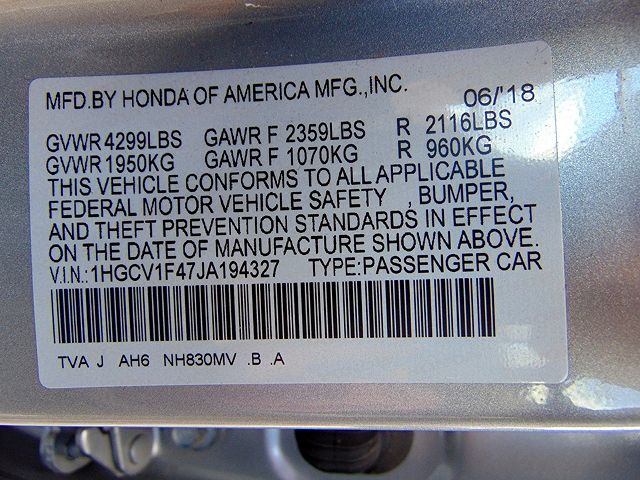 MFD.BY HONDA OF AMERICA MFG.,INC. 06/'18
GVWR 4299LBS GAWR F 2359LBS R 2116LBS
GVWR 1950KG GAWR F 1070KG R 960KG
THIS VEHICLE CONFORMS TO ALL APPLICABLE
FEDERAL MOTOR VEHICLE SAFETY , BUMPER,
AND THEFT PREVENTION STANDARDS IN EFFECT
ON THE DATE OF MANUFACTURE SHOWN ABOVE.
V.I.N.:1HGCV1F47JA194327 TYPE:PASSENGER CAR
TVA J AH6 NH830MV .B .A